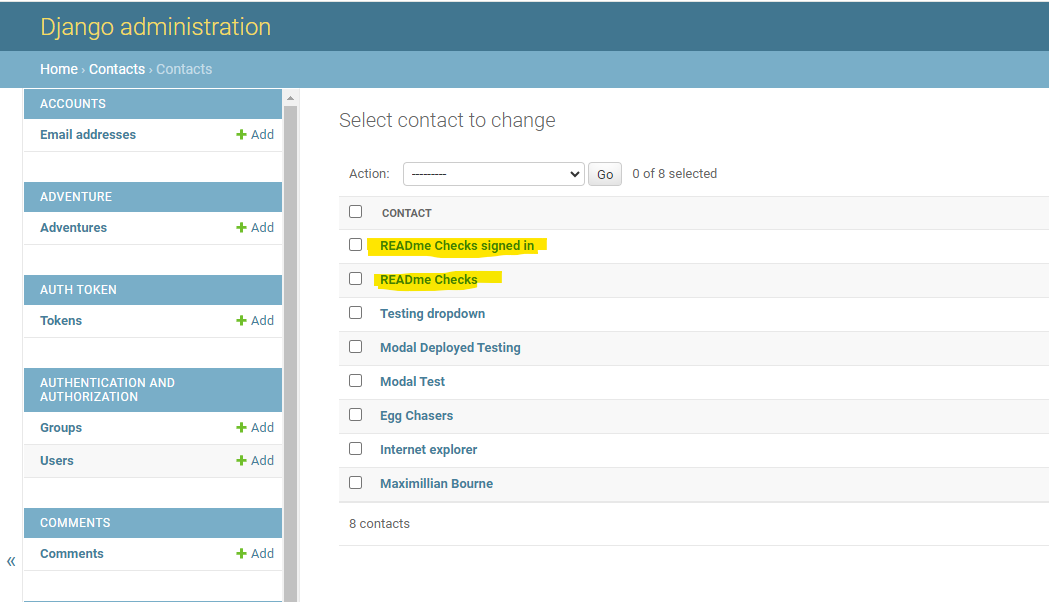 Django administration
Home › Contacts › Contacts
ACCOUNTS
Email addresses + Add
ADVENTURE
Adventures + Add
AUTH TOKEN
Tokens + Add
AUTHENTICATION AND
AUTHORIZATION
Groups + Add
Users + Add
COMMENTS
Comments + Add
«
Select contact to change
Action: --------- Go 0 of 8 selected
CONTACT
READme Checks signed in
READme Checks
Testing dropdown
Modal Deployed Testing
Modal Test
Egg Chasers
Internet explorer
Maximillian Bourne
8 contacts